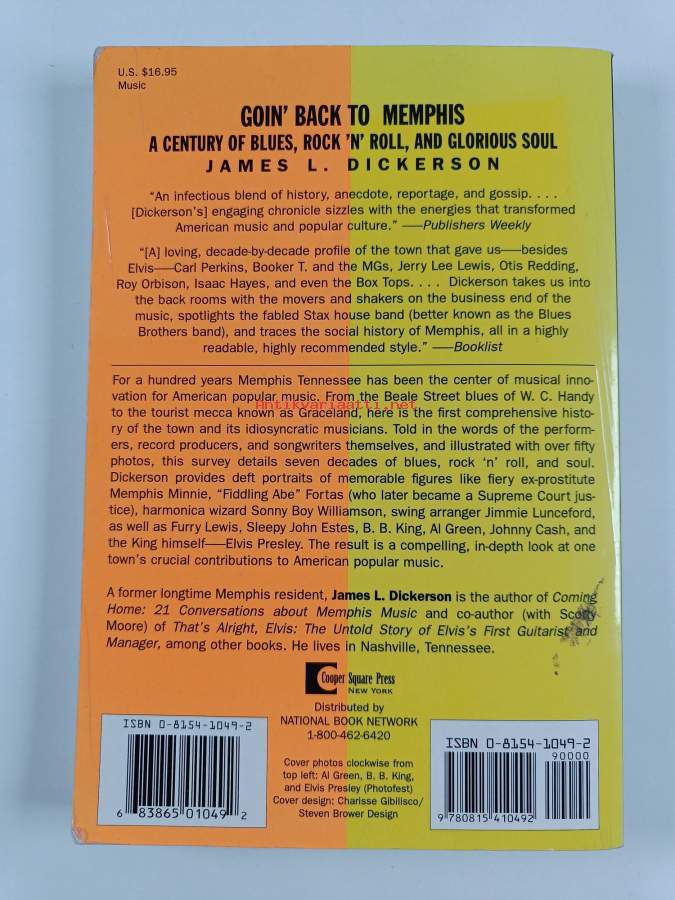 U.S. $16.95
Music
GOIN' BACK TO MEMPHIS
A CENTURY OF BLUES, ROCK 'N' ROLL, AND GLORIOUS SOUL
JAMES L. DICKERSON
"An infectious blend of history, anecdote, reportage, and gossip. . . .
[Dickerson's] engaging chronicle sizzles with the energies that transformed
American music and popular culture." —Publishers Weekly
"[A] loving, decade-by-decade profile of the town that gave us—besides
Elvis—Carl Perkins, Booker T. and the MGs, Jerry Lee Lewis, Otis Redding,
Roy Orbison, Isaac Hayes, and even the Box Tops. . . . Dickerson takes us into
the back rooms with the movers and shakers on the business end of the
music, spotlights the fabled Stax house band (better known as the Blues
Brothers band), and traces the social history of Memphis, all in a highly
readable, highly recommended style." —Booklist
For a hundred years Memphis Tennessee has been the center of musical inno-
vation for American popular music. From the Beale Street blues of W. C. Handy
Antikvariaatti.net
to the tourist mecca known as Graceland, here is the first comprehensive histo-
ry of the town and its idiosyncratic musicians. Told in the words of the perform-
ers, record producers, and songwriters themselves, and illustrated with over fifty
photos, this survey details seven decades of blues, rock 'n' roll, and soul.
Dickerson provides deft portraits of memorable figures like fiery ex-prostitute
Memphis Minnie, "Fiddling Abe" Fortas (who later became a Supreme Court jus-
tice), harmonica wizard Sonny Boy Williamson, swing arranger Jimmie Lunceford,
as well as Furry Lewis, Sleepy John Estes, B. B. King, Al Green, Johnny Cash, and
the King himself—Elvis Presley. The result is a compelling, in-depth look at one
town's crucial contributions to American popular music.
A former longtime Memphis resident, James L. Dickerson is the author of Coming
Home: 21 Conversations about Memphis Music and co-author (with Scotty
Moore) of That's Alright, Elvis: The Untold Story of Elvis's First Guitarist and
Manager, among other books. He lives in Nashville, Tennessee.
Cooper Square Press
NEW YORK
Distributed by
NATIONAL BOOK NETWORK
1-800-462-6420
Cover photos clockwise from
top left: Al Green, B. B. King,
and Elvis Presley (Photofest)
Cover design: Charisse Gibilisco/
Steven Brower Design
ISBN 0-8154-1049-2
6 83865 01049 2
ISBN 0-8154-1049-2
90000
9 780815 410492